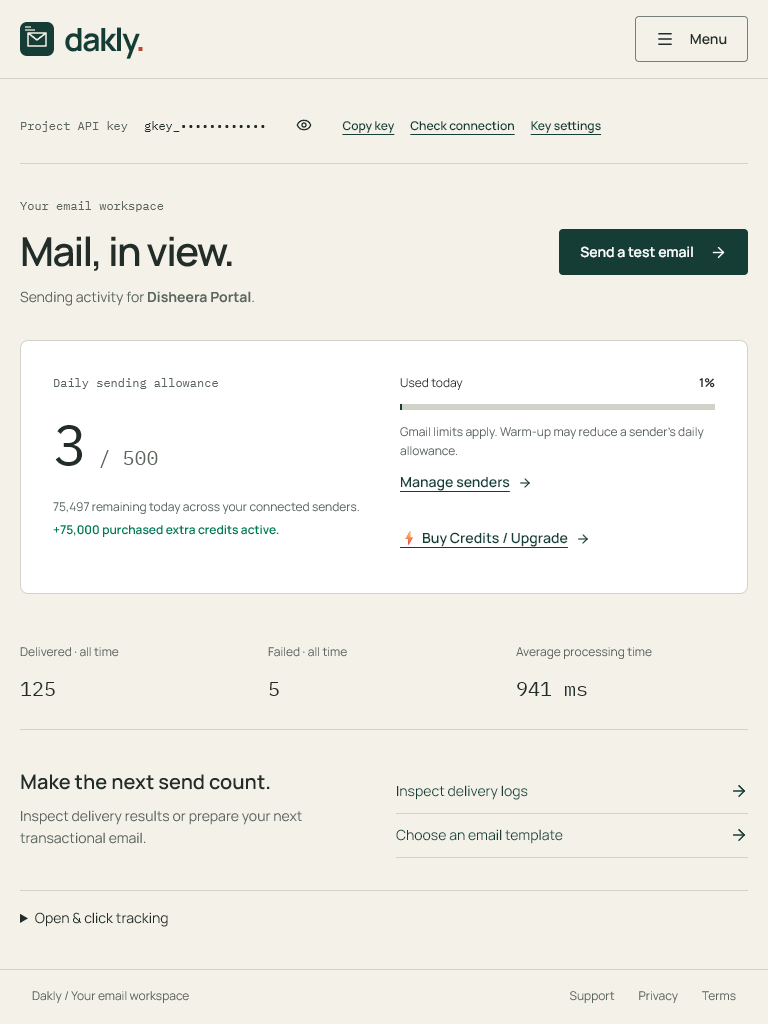 dakly.
Menu
Project API key gkey_•••••••••••• Copy key Check connection Key settings
Your email workspace
Mail, in view.
Send a test email →
Sending activity for Disheera Portal.
Daily sending allowance
3 / 500
75,497 remaining today across your connected senders.
+75,000 purchased extra credits active.
Used today 1%
Gmail limits apply. Warm-up may reduce a sender's daily
allowance.
Manage senders →
Buy Credits / Upgrade →
Delivered · all time
125
Failed · all time
5
Average processing time
941 ms
Make the next send count.
Inspect delivery results or prepare your next
transactional email.
Inspect delivery logs →
Choose an email template →
Open & click tracking
Dakly / Your email workspace
Support Privacy Terms